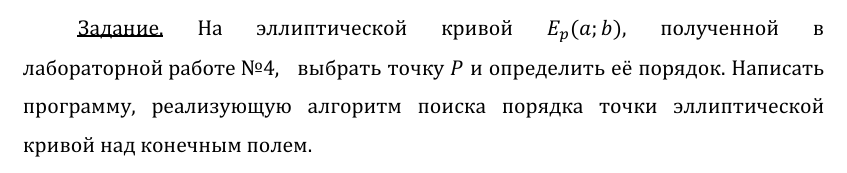 Задание. На эллиптической кривой E_p(a; b), полученной в
лабораторной работе №4, выбрать точку P и определить её порядок. Написать
программу, реализующую алгоритм поиска порядка точки эллиптической
кривой над конечным полем.